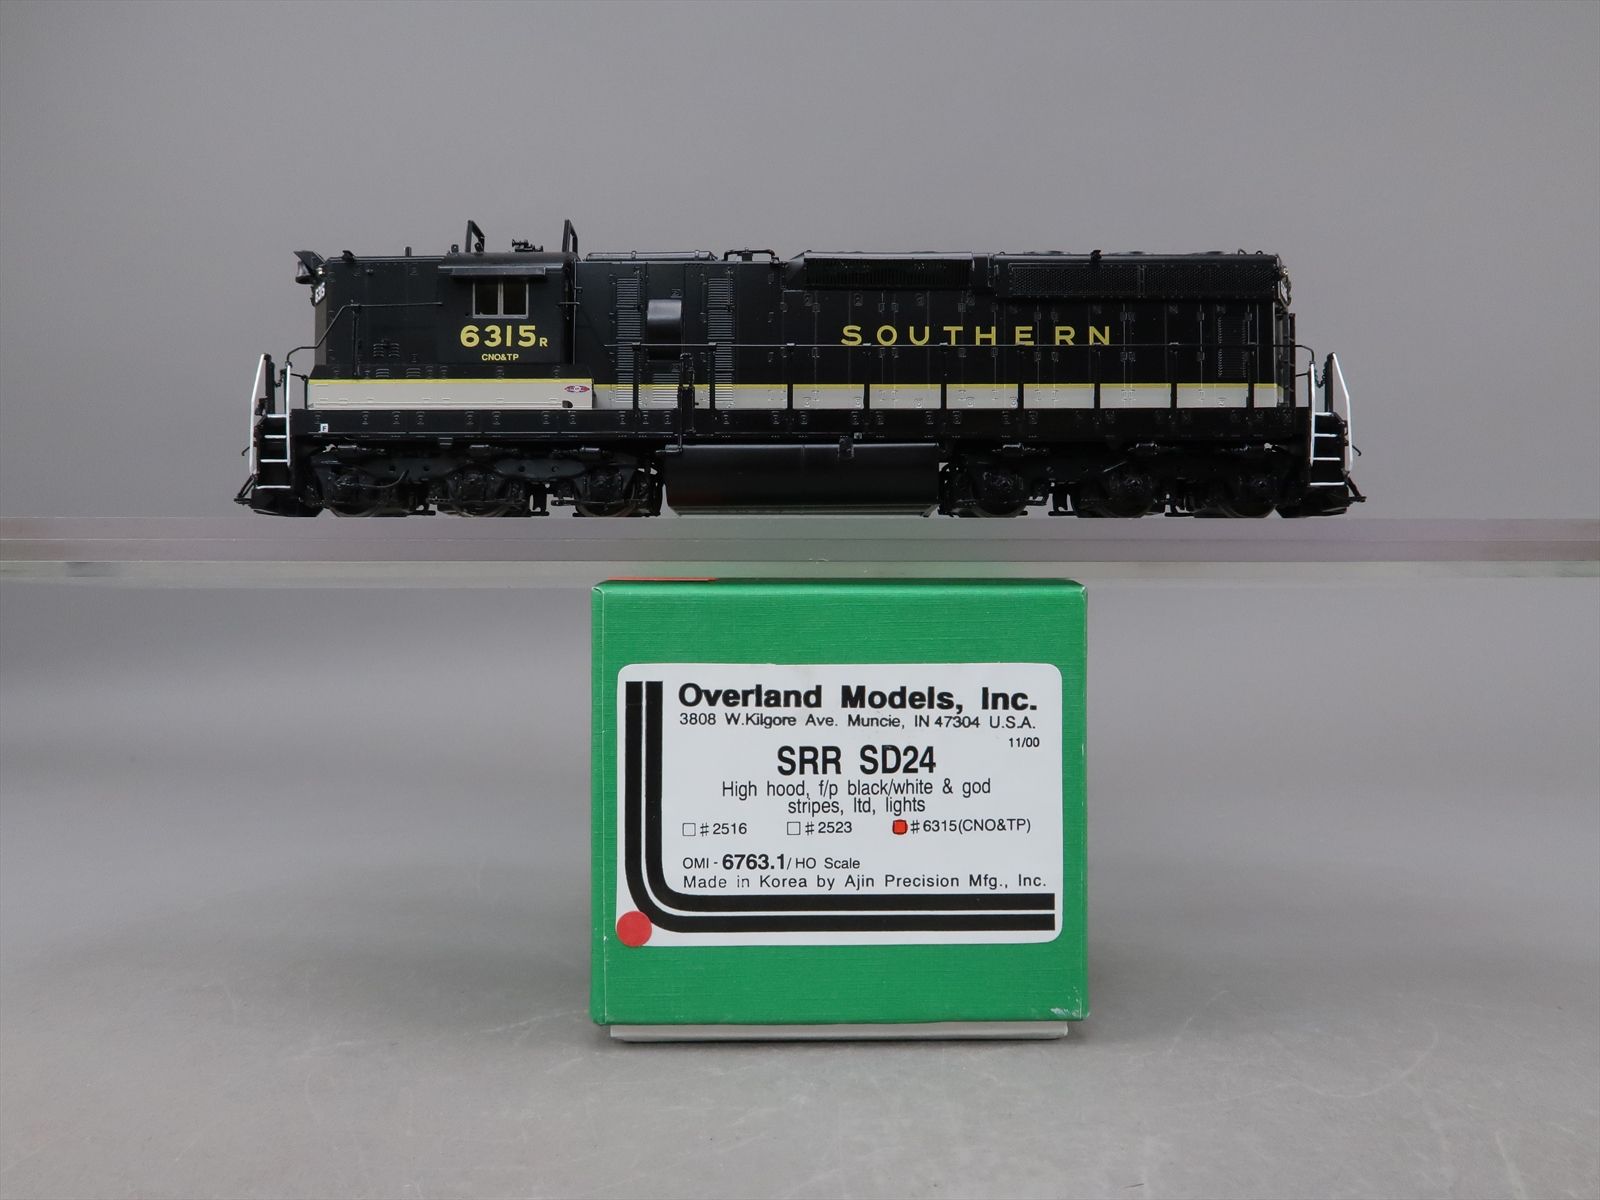 6315
6315R
CNO&TP
SOUTHERN
F
Overland Models, Inc.
3808 W.Kilgore Ave. Muncie, IN 47304 U.S.A.
11/00
SRR SD24
High hood, f/p black/white & god
stripes, ltd, lights
#2516 #2523 #6315(CNO&TP)
OMI - 6763.1/ HO Scale
Made in Korea by Ajin Precision Mfg., Inc.